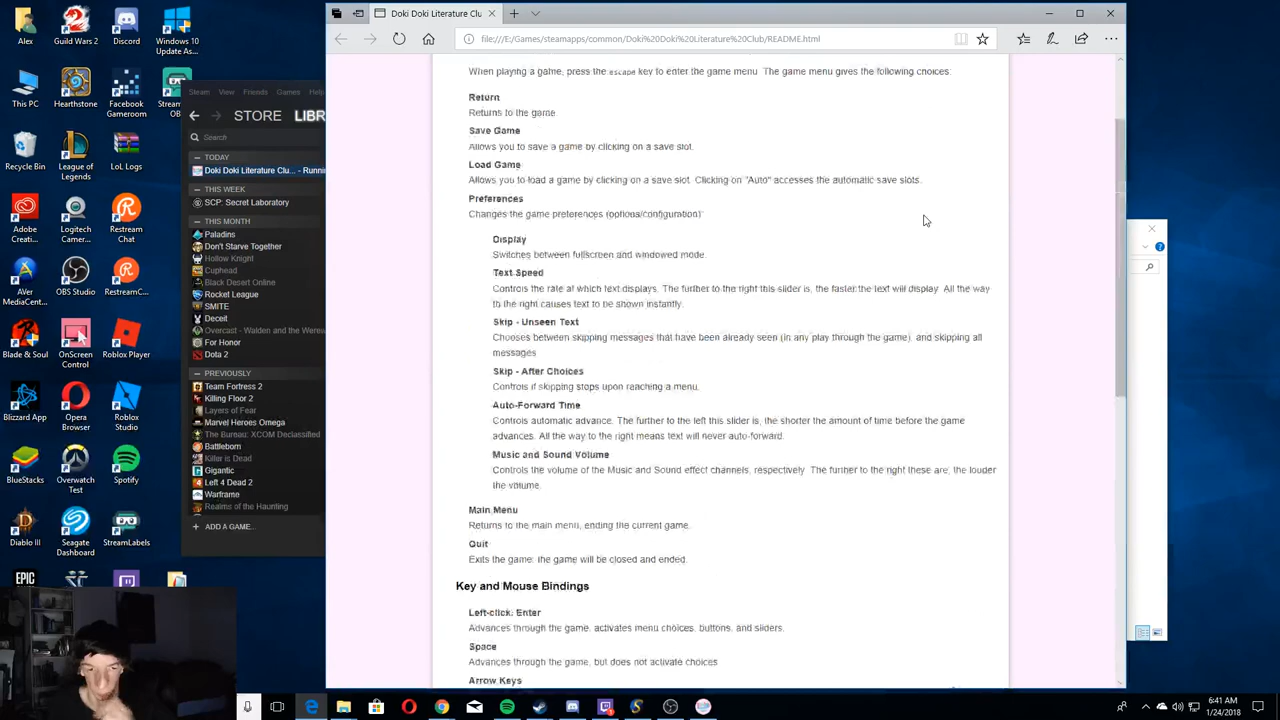 Doki Doki Literature Clu
file:///E:/Games/steamapps/common/Doki%20Doki%20Literature%20Club/README.html
When playing a game, press the escape key to enter the game menu. The game menu gives the following choices:
Return
Returns to the game.
Save Game
Allows you to save a game by clicking on a save slot.
Load Game
Allows you to load a game by clicking on a save slot. Clicking on "Auto" accesses the automatic save slots.
Preferences
Changes the game preferences (options/configuration)"
Display
Switches between fullscreen and windowed mode.
Text Speed
Controls the rate at which text displays. The further to the right this slider is, the faster the text will display. All the way
to the right causes text to be shown instantly.
Skip - Unseen Text
Chooses between skipping messages that have been already seen (in any play through the game), and skipping all
messages.
Skip - After Choices
Controls if skipping stops upon reaching a menu.
Auto-Forward Time
Controls automatic advance. The further to the left this slider is, the shorter the amount of time before the game
advances. All the way to the right means text will never auto-forward.
Music and Sound Volume
Controls the volume of the Music and Sound effect channels, respectively. The further to the right these are, the louder
the volume.
Main Menu
Returns to the main menu, ending the current game.
Quit
Exits the game; the game will be closed and ended.
Key and Mouse Bindings
Left-click, Enter
Advances through the game, activates menu choices, buttons, and sliders.
Space
Advances through the game, but does not activate choices.
Arrow Keys
Alex
Guild Wars 2
Discord
Windows 10
Update As...
This PC
Hearthstone
Facebook
Gameroom
StreamL
OBS
Recycle Bin
League of
Legends
LoL Logs
Adobe
Creati...
Curse
Restream
Chat
AVer
MediaCent...
OBS Studio
RestreamC...
Blade & Soul
OnScreen
Control
Roblox Player
Blizzard App
Opera
Browser
Roblox
Studio
BlueStacks
Overwatch
Test
Spotify
Diablo III
Seagate
Dashboard
StreamLabels
EPIC
Steam View Friends Games Help
STORE LIBR
Search
TODAY
Doki Doki Literature Clu... - Runni
THIS WEEK
SCP: Secret Laboratory
THIS MONTH
Paladins
Don't Starve Together
Hollow Knight
Cuphead
Black Desert Online
Rocket League
SMITE
Deceit
Overcast - Walden and the Werew
For Honor
Dota 2
PREVIOUSLY
Team Fortress 2
Killing Floor 2
Layers of Fear
Marvel Heroes Omega
The Bureau: XCOM Declassified
Battleborn
Killer is Dead
Gigantic
Left 4 Dead 2
Warframe
Realms of the Haunting
ADD A GAME...
6:41 AM
1/24/2018